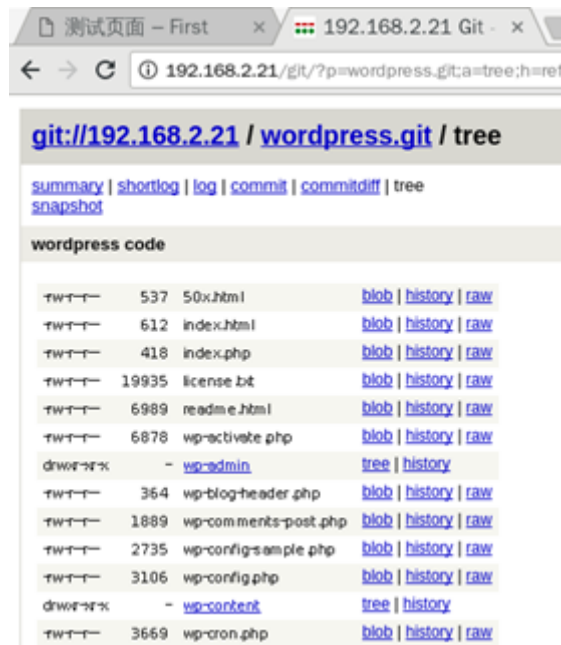 测试页面 – First × 192.168.2.21 Git - ×
192.168.2.21/git/?p=wordpress.git;a=tree;h=ref
git://192.168.2.21 / wordpress.git / tree
summary | shortlog | log | commit | commitdiff | tree
snapshot
wordpress code
-rw-r--r-- 537 50x.html blob | history | raw
-rw-r--r-- 612 index.html blob | history | raw
-rw-r--r-- 418 index.php blob | history | raw
-rw-r--r-- 19935 license.txt blob | history | raw
-rw-r--r-- 6989 readme.html blob | history | raw
-rw-r--r-- 6878 wp-activate.php blob | history | raw
drwxr-xr-x - wp-admin tree | history
-rw-r--r-- 364 wp-blog-header.php blob | history | raw
-rw-r--r-- 1889 wp-comments-post.php blob | history | raw
-rw-r--r-- 2735 wp-config-sample.php blob | history | raw
-rw-r--r-- 3106 wp-config.php blob | history | raw
drwxr-xr-x - wp-content tree | history
-rw-r--r-- 3669 wp-cron.php blob | history | raw